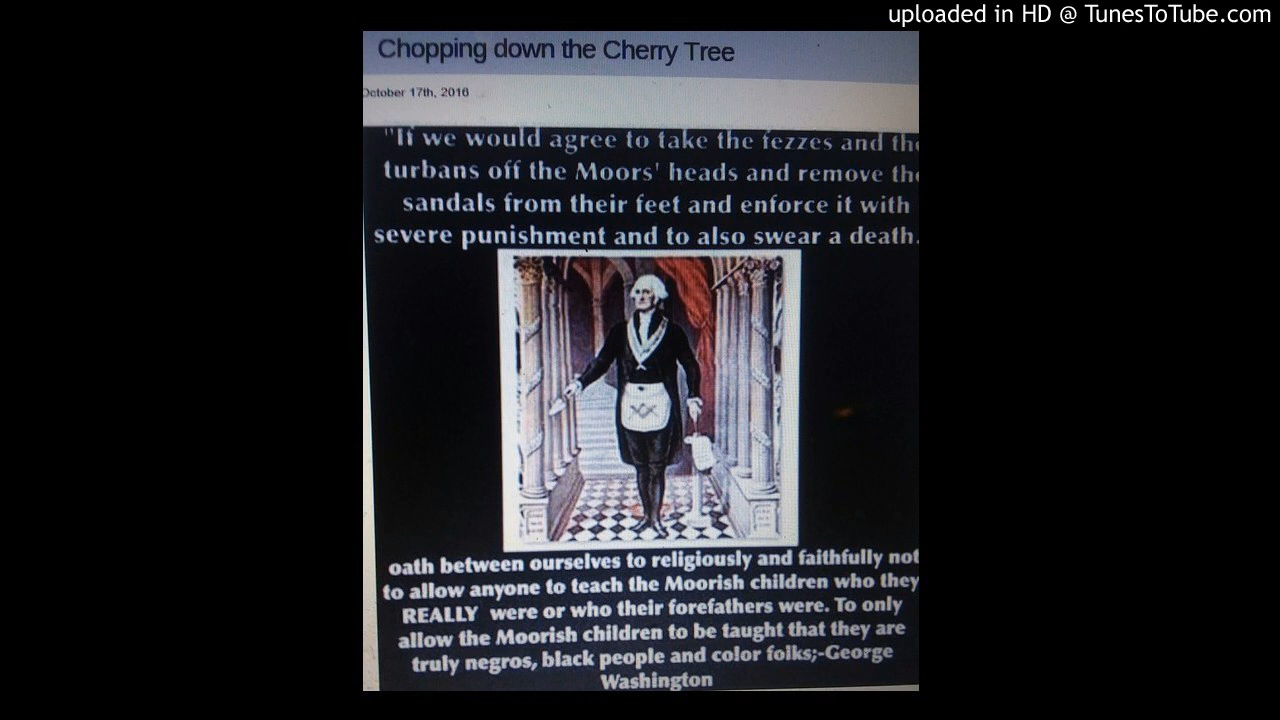 uploaded in HD @ TunesToTube.com
Chopping down the Cherry Tree
October 17th, 2016
"If we would agree to take the fezzes and the
turbans off the Moors' heads and remove the
sandals from their feet and enforce it with
severe punishment and to also swear a death.
oath between ourselves to religiously and faithfully not
to allow anyone to teach the Moorish children who they
REALLY were or who their forefathers were. To only
allow the Moorish children to be taught that they are
truly negros, black people and color folks;-George
Washington